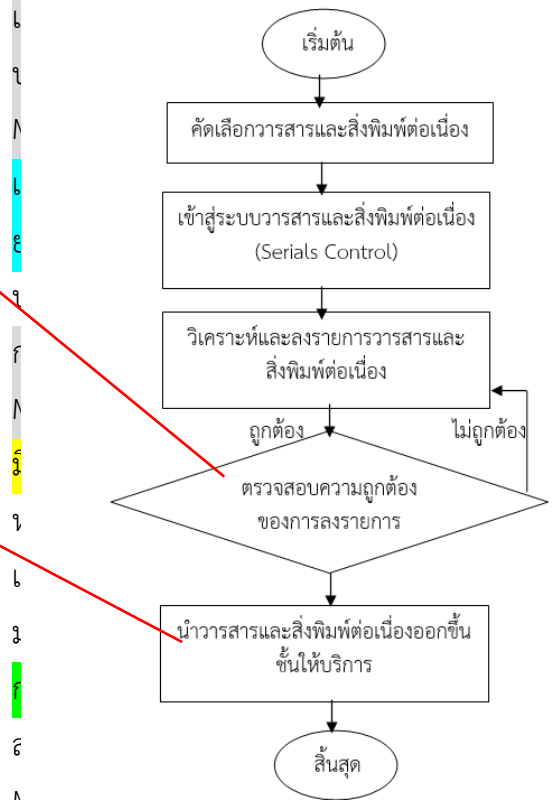 เริ่มต้น
คัดเลือกวารสารและสิ่งพิมพ์ต่อเนื่อง
เข้าสู่ระบบวารสารและสิ่งพิมพ์ต่อเนื่อง
(Serials Control)
วิเคราะห์และลงรายการวารสารและ
สิ่งพิมพ์ต่อเนื่อง
ถูกต้อง
ไม่ถูกต้อง
ตรวจสอบความถูกต้อง
ของการลงรายการ
นำวารสารและสิ่งพิมพ์ต่อเนื่องออกขึ้น
ชั้นให้บริการ
สิ้นสุด